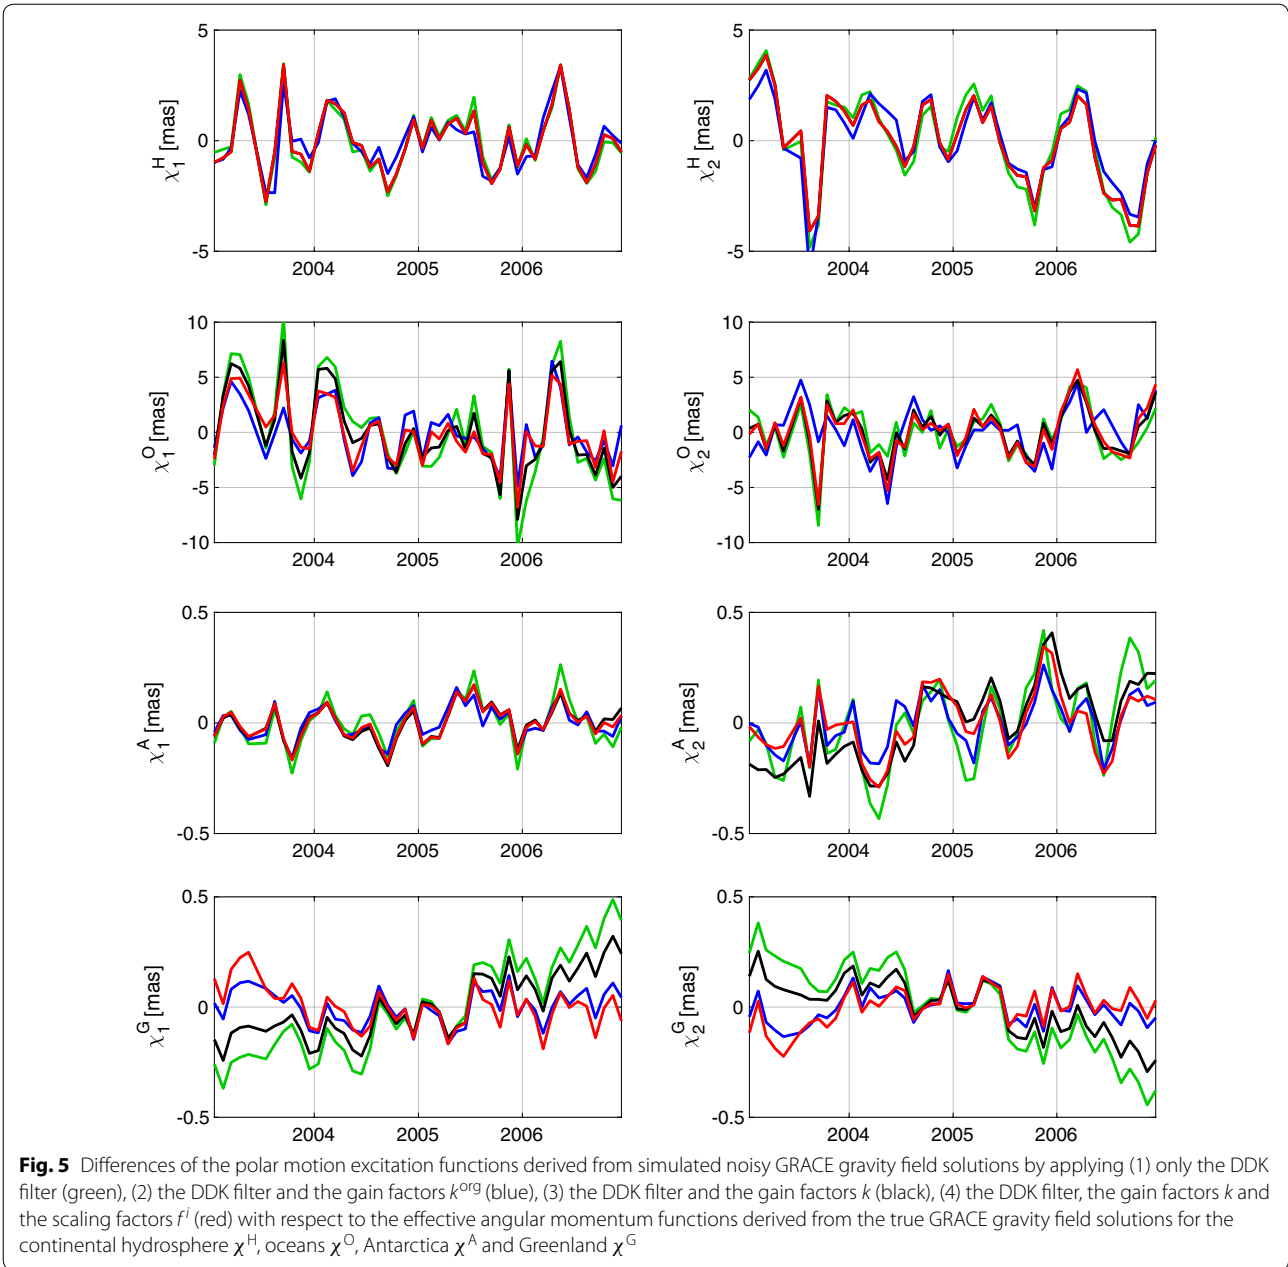 5
0
-5
χ₁ᴴ [mas]
2004 2005 2006
5
0
-5
χ₂ᴴ [mas]
2004 2005 2006
10
5
0
-5
-10
χ₁ᴼ [mas]
2004 2005 2006
10
5
0
-5
-10
χ₂ᴼ [mas]
2004 2005 2006
0.5
0
-0.5
χ₁ᴬ [mas]
2004 2005 2006
0.5
0
-0.5
χ₂ᴬ [mas]
2004 2005 2006
0.5
0
-0.5
χ₁ᴳ [mas]
2004 2005 2006
0.5
0
-0.5
χ₂ᴳ [mas]
2004 2005 2006
Fig. 5 Differences of the polar motion excitation functions derived from simulated noisy GRACE gravity field solutions by applying (1) only the DDK
filter (green), (2) the DDK filter and the gain factors k^org (blue), (3) the DDK filter and the gain factors k (black), (4) the DDK filter, the gain factors k and
the scaling factors f^i (red) with respect to the effective angular momentum functions derived from the true GRACE gravity field solutions for the
continental hydrosphere χᴴ, oceans χᴼ, Antarctica χᴬ and Greenland χᴳ